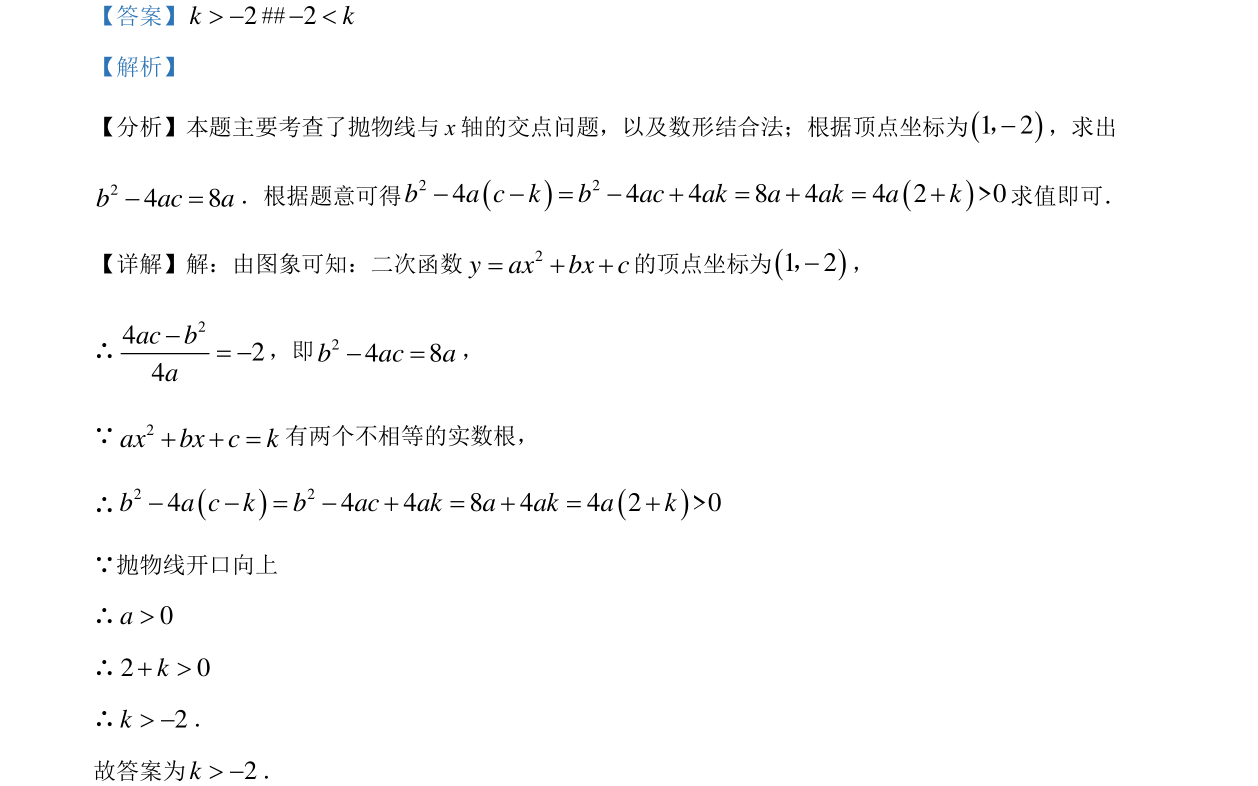 【答案】k > −2##−2 < k
【解析】
【分析】本题主要考查了抛物线与 x 轴的交点问题，以及数形结合法；根据顶点坐标为(1,−2)，求出
b² − 4ac = 8a．根据题意可得b² − 4a(c − k) = b² − 4ac + 4ak = 8a + 4ak = 4a(2 + k)>0求值即可．
【详解】解：由图象可知：二次函数 y = ax² + bx + c 的顶点坐标为(1,−2)，
∴ (4ac − b²)/(4a) = −2，即 b² − 4ac = 8a，
∵ ax² + bx + c = k 有两个不相等的实数根，
∴ b² − 4a(c − k) = b² − 4ac + 4ak = 8a + 4ak = 4a(2 + k)>0
∵抛物线开口向上
∴ a > 0
∴ 2 + k > 0
∴ k > −2．
故答案为 k > −2．